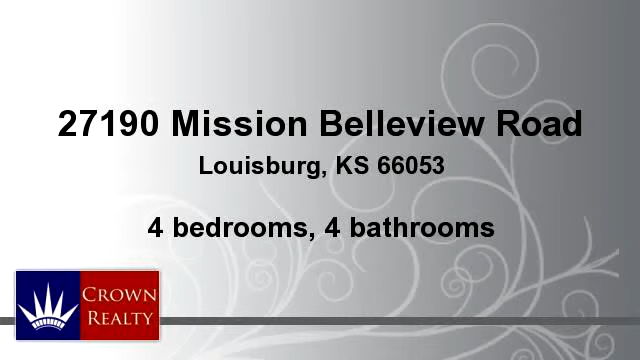 27190 Mission Belleview Road
Louisburg, KS 66053
4 bedrooms, 4 bathrooms
CROWN
REALTY